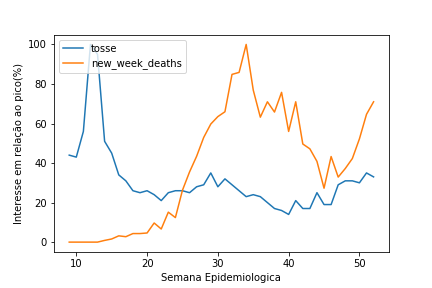 tosse
new_week_deaths
Interesse em relação ao pico(%)
100
80
60
40
20
0
10
20
30
40
50
Semana Epidemiologica